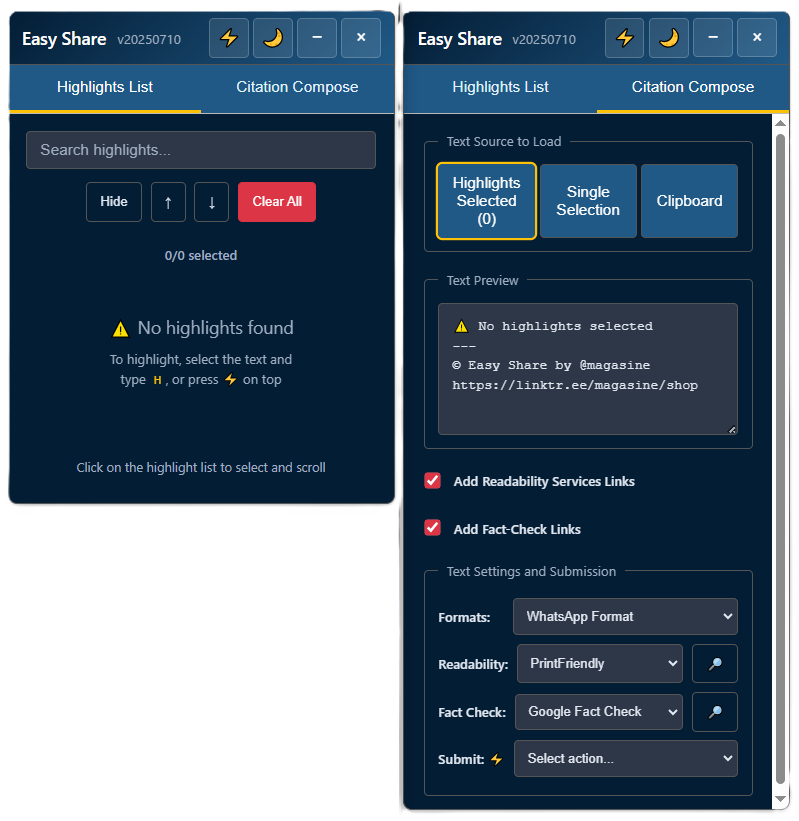 Easy Share v20250710 ⚡ 🌙 − ×
Highlights List Citation Compose
Search highlights...
Hide ↑ ↓ Clear All
0/0 selected
⚠️ No highlights found
To highlight, select the text and
type H , or press ⚡ on top
Click on the highlight list to select and scroll
Easy Share v20250710 ⚡ 🌙 − ×
Highlights List Citation Compose
Text Source to Load
Highlights
Selected
(0)
Single
Selection
Clipboard
Text Preview
⚠️ No highlights selected
---
© Easy Share by @magasine
https://linktr.ee/magasine/shop
Add Readability Services Links
Add Fact-Check Links
Text Settings and Submission
Formats: WhatsApp Format
Readability: PrintFriendly 🔎
Fact Check: Google Fact Check 🔎
Submit: ⚡ Select action...